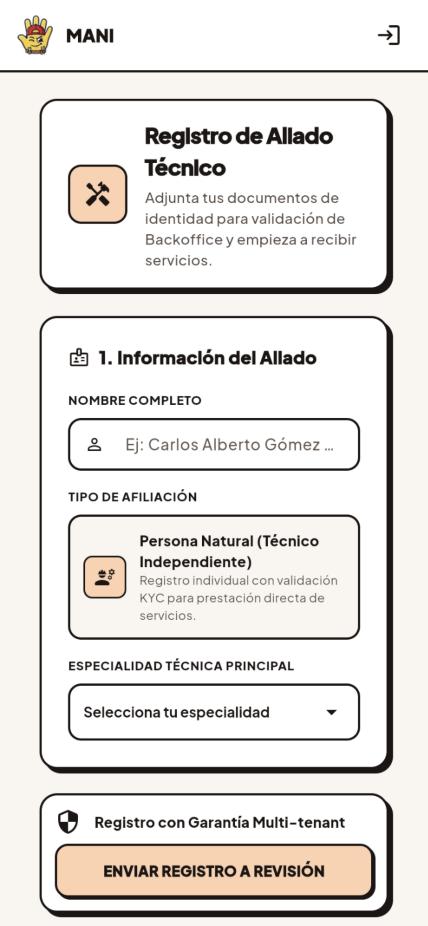 MANI
Registro de Aliado
Técnico
Adjunta tus documentos de
identidad para validación de
Backoffice y empieza a recibir
servicios.
1. Información del Aliado
NOMBRE COMPLETO
Ej: Carlos Alberto Gómez ...
TIPO DE AFILIACIÓN
Persona Natural (Técnico
Independiente)
Registro individual con validación
KYC para prestación directa de
servicios.
ESPECIALIDAD TÉCNICA PRINCIPAL
Selecciona tu especialidad
Registro con Garantía Multi-tenant
ENVIAR REGISTRO A REVISIÓN